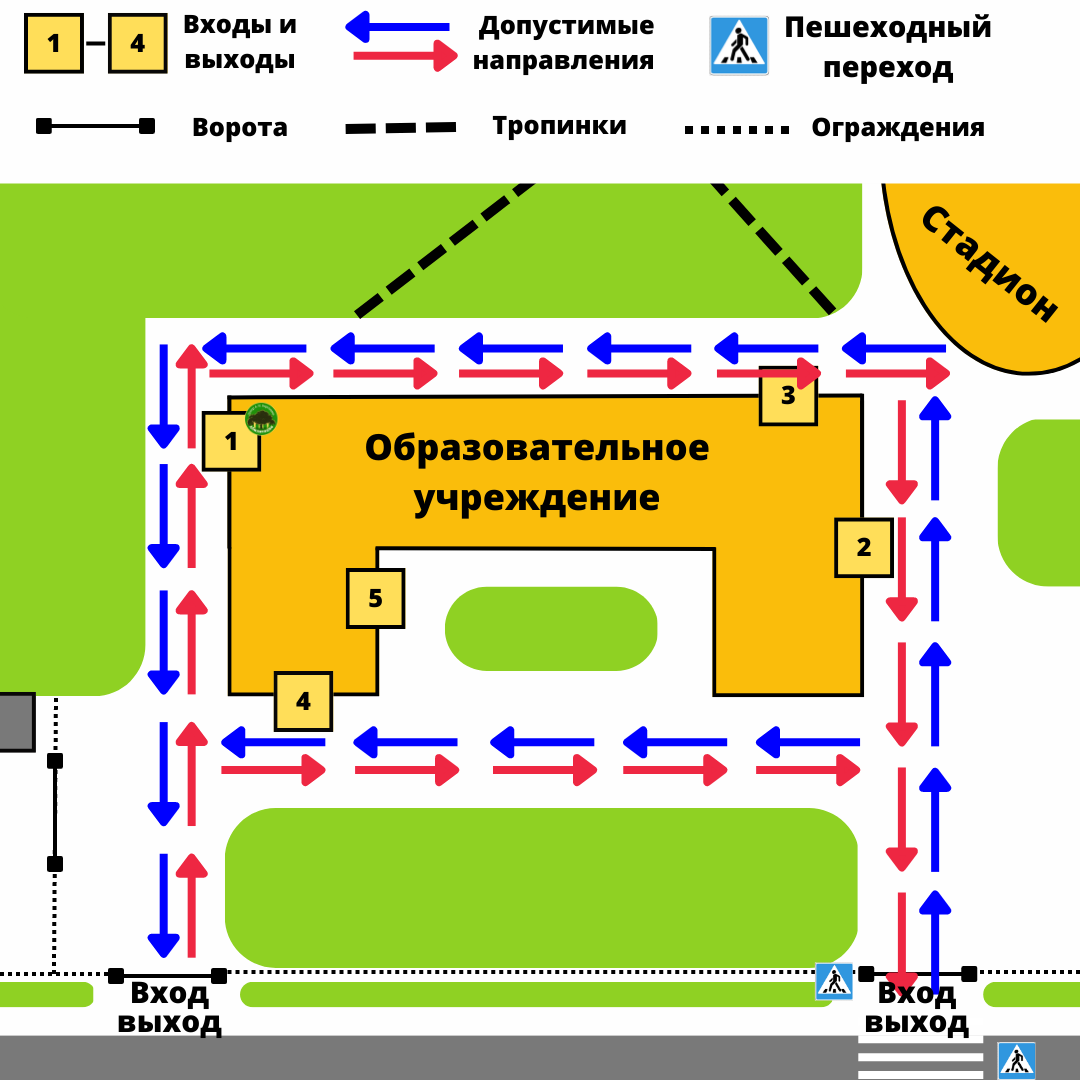 1
4
Входы и
выходы
Допустимые
направления
Пешеходный
переход
Ворота
Тропинки
Ограждения
Стадион
3
1
Образовательное
учреждение
2
5
4
Вход
выход
Вход
выход